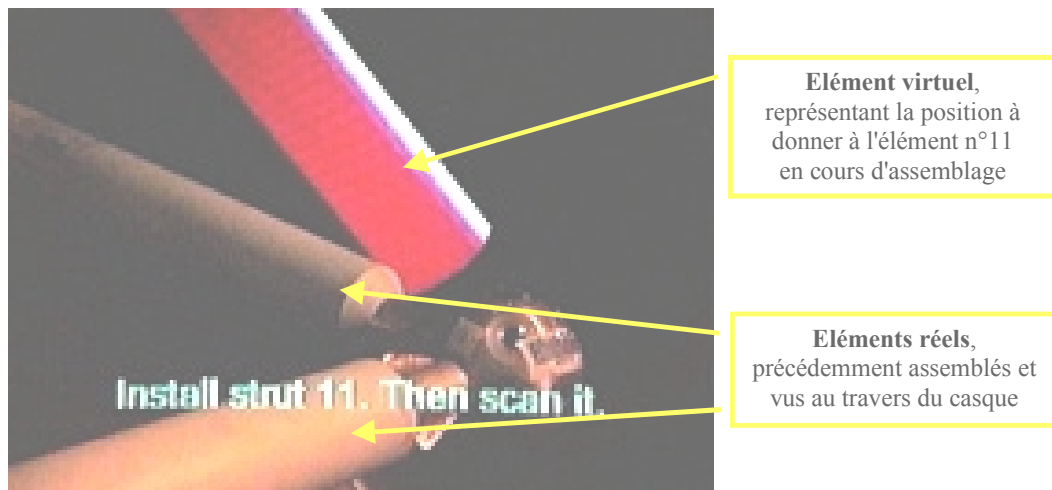 Elément virtuel,
représentant la position à
donner à l'élément n°11
en cours d'assemblage
Eléments réels,
précédemment assemblés et
vus au travers du casque
Install strut 11. Then scan it.